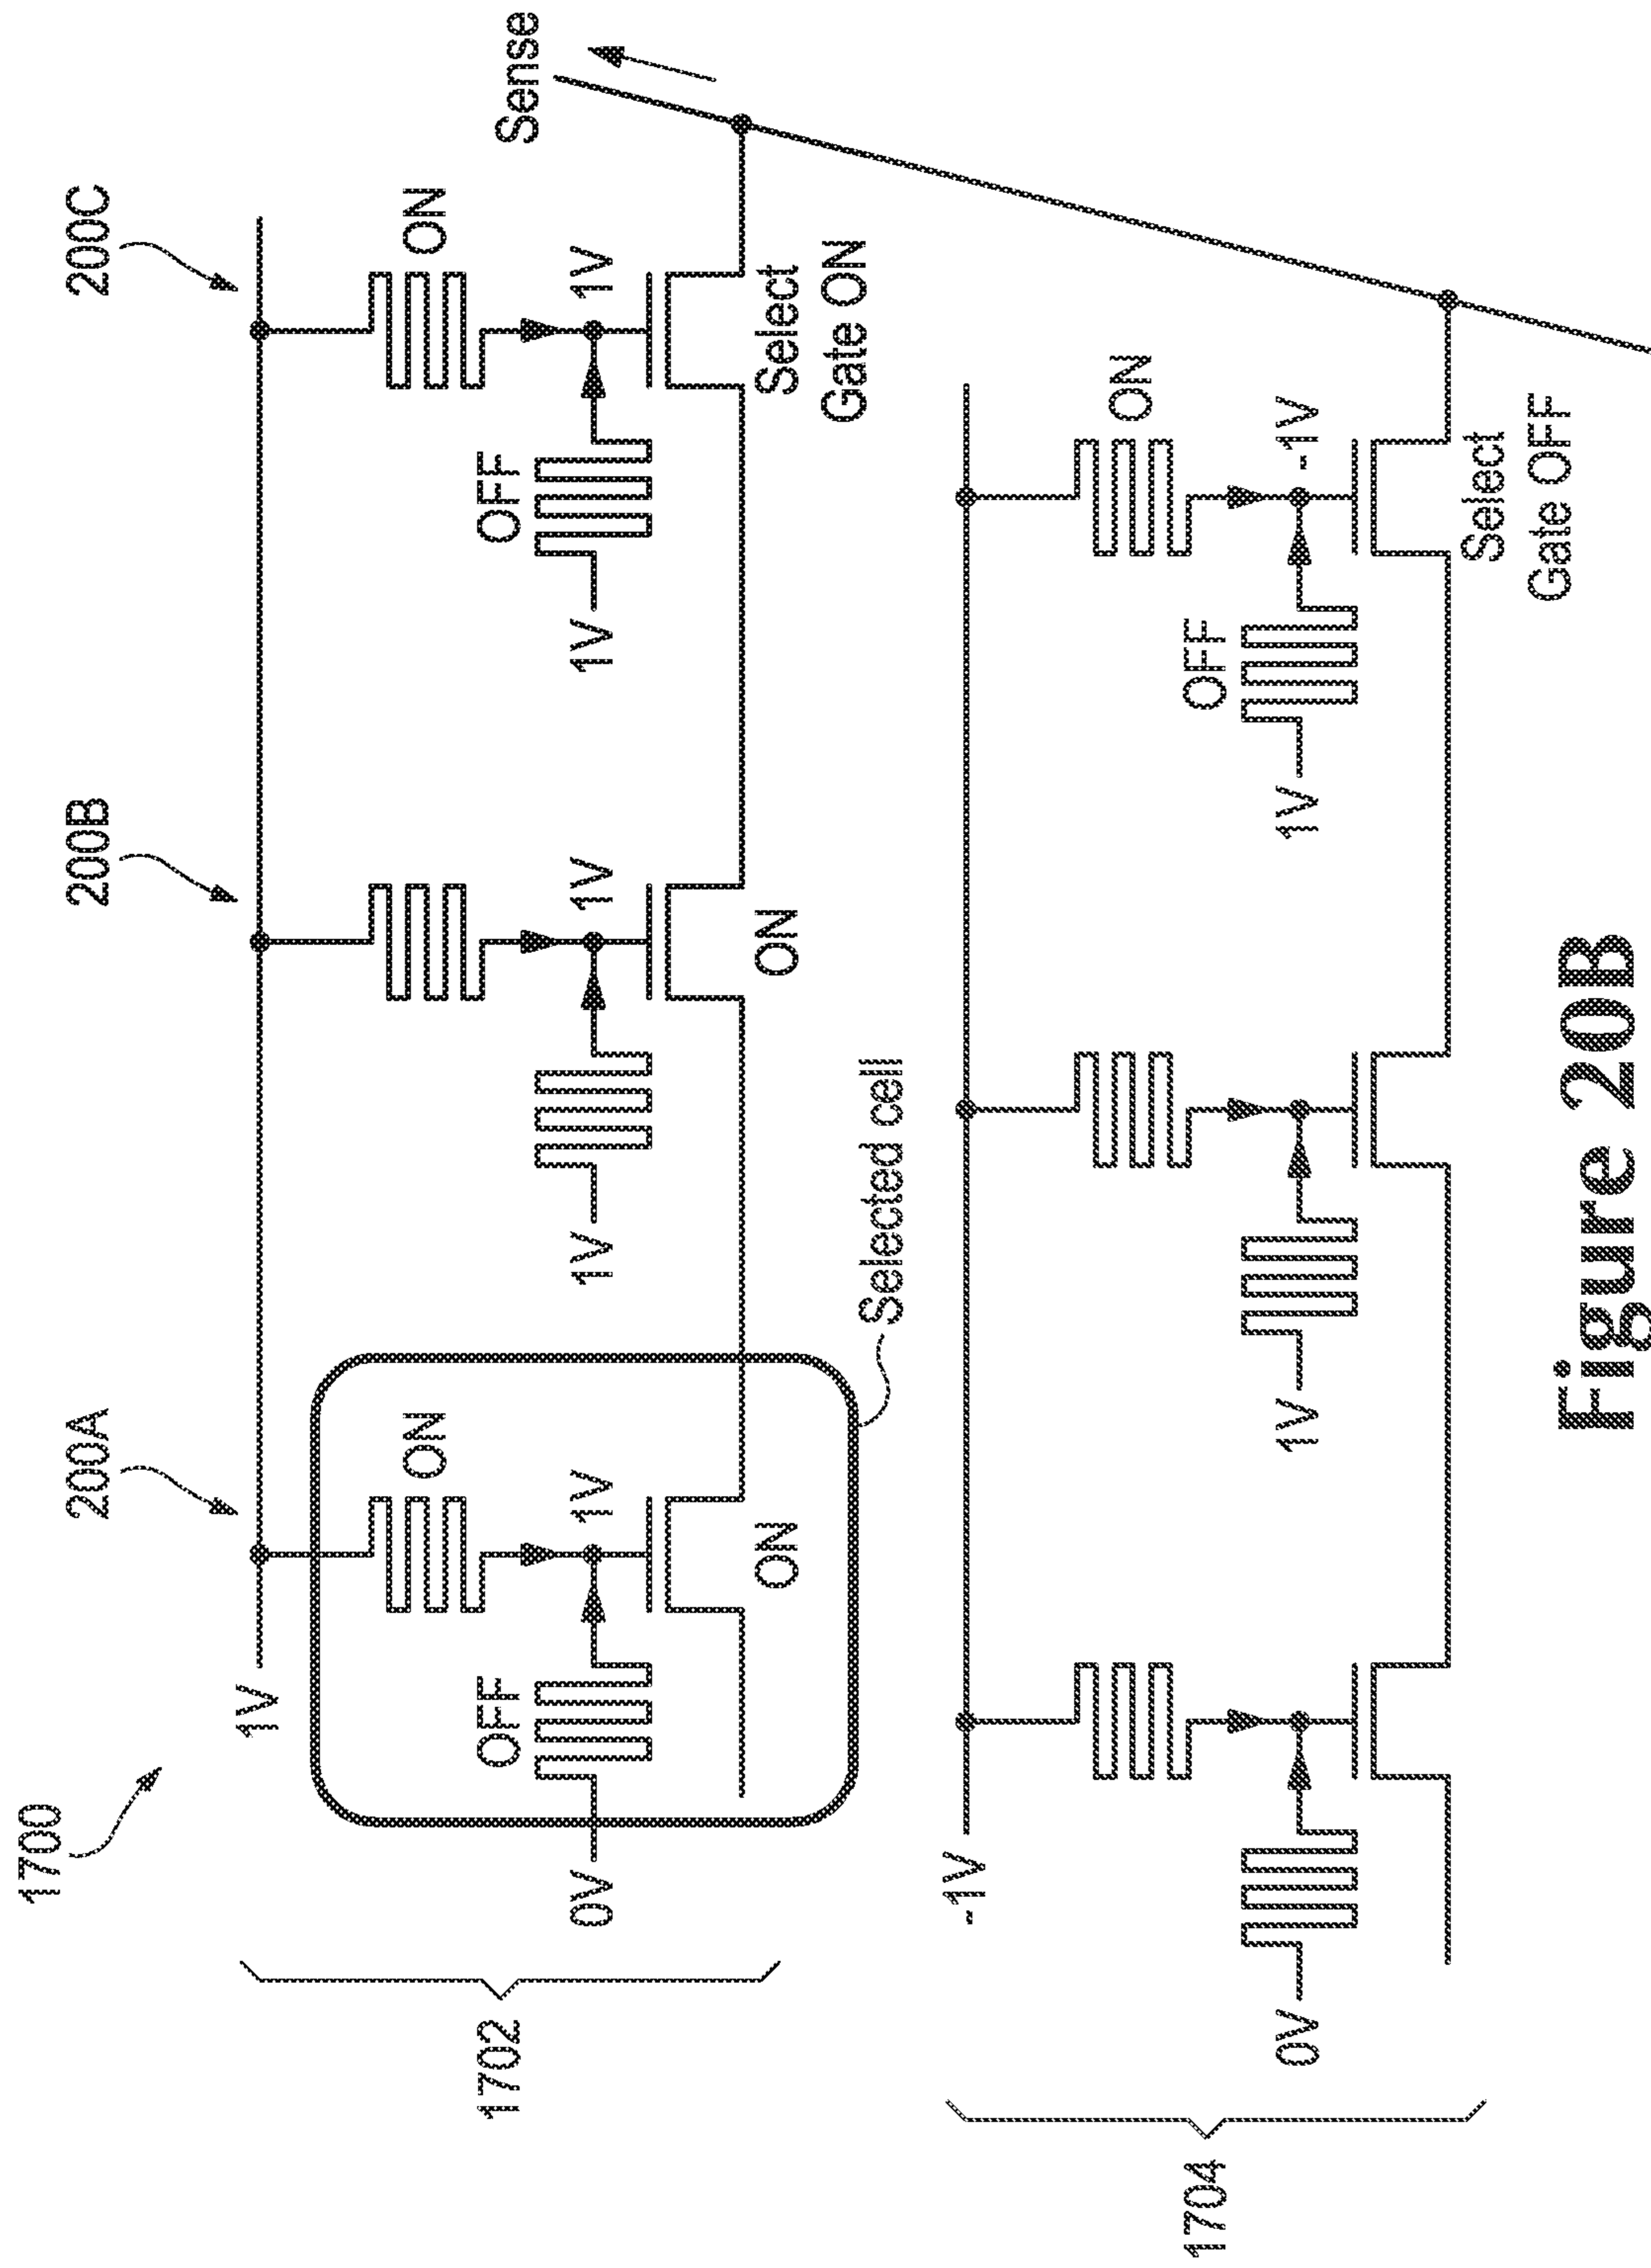 1700
200A
200B
200C
Sense
1V
ON
ON
OFF
OFF
0V
1V
1V
1V
1V
1V
ON
ON
Select
Gate ON
1702
Selected cell
-1V
ON
OFF
0V
1V
1V
-1V
Select
Gate OFF
1704
Figure 20B